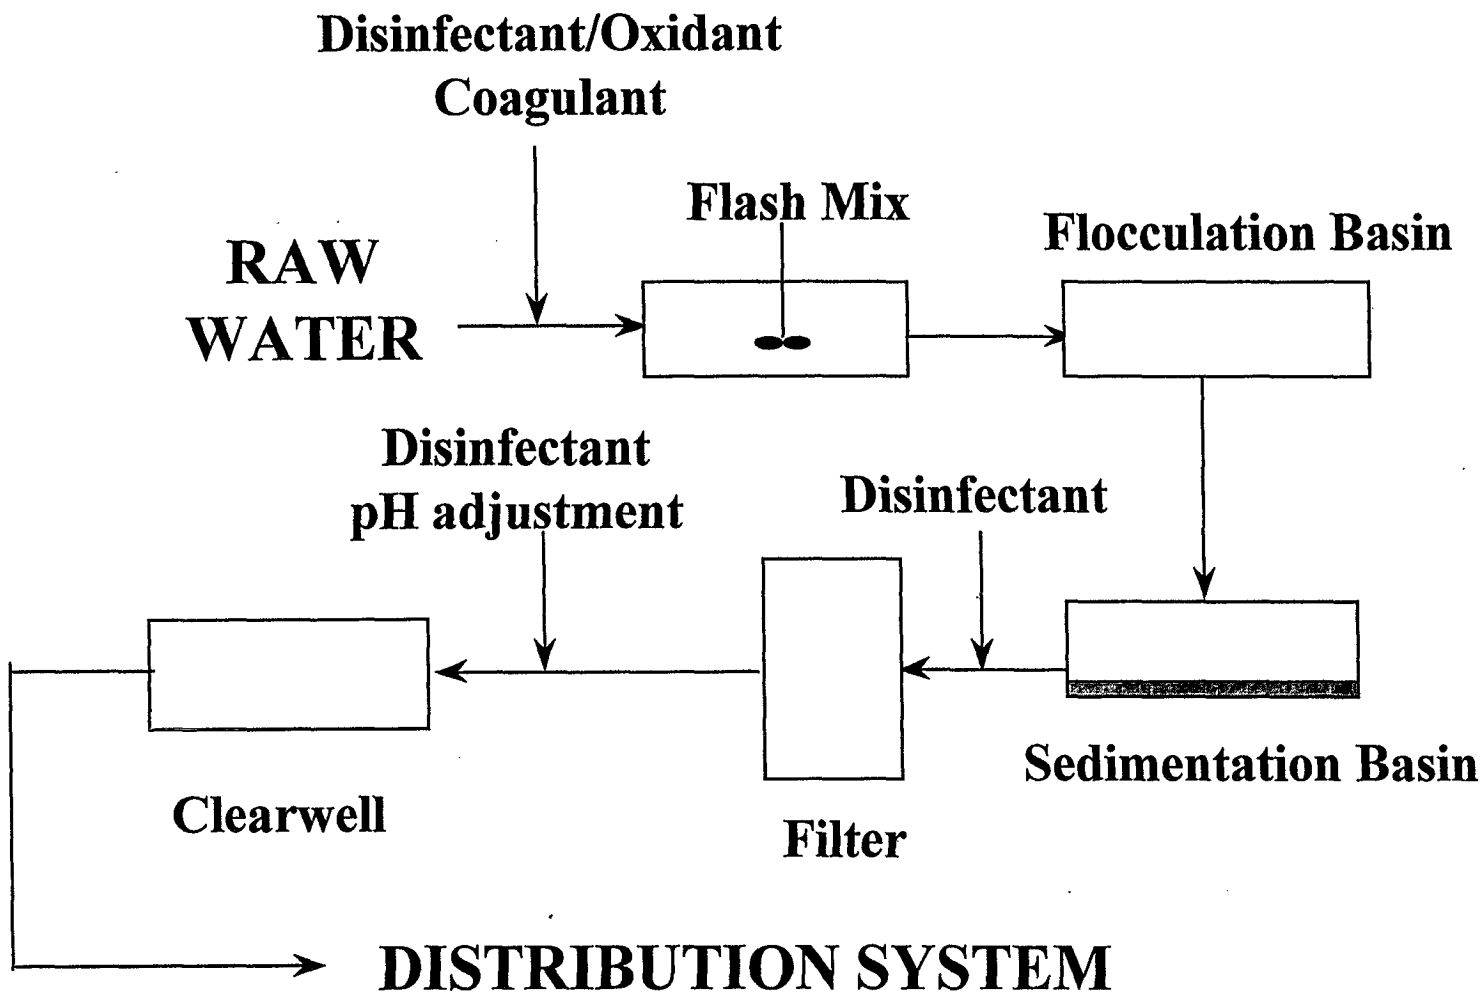 Disinfectant/Oxidant
Coagulant
Flash Mix
Flocculation Basin
RAW
WATER
Disinfectant
pH adjustment
Disinfectant
Sedimentation Basin
Clearwell
Filter
DISTRIBUTION SYSTEM